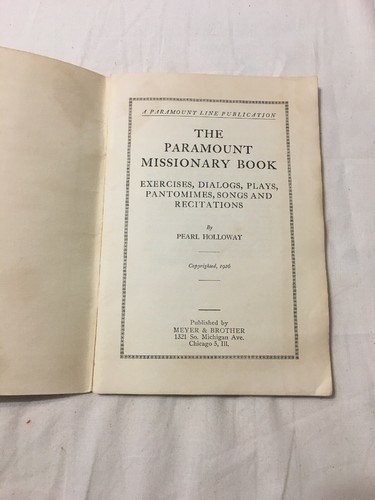 A PARAMOUNT LINE PUBLICATION
THE
PARAMOUNT
MISSIONARY BOOK
EXERCISES, DIALOGS, PLAYS,
PANTOMIMES, SONGS AND
RECITATIONS
By
PEARL HOLLOWAY
Copyrighted, 1928
Published by
MEYER & BROTHER
1321 So. Michigan Ave.
Chicago 5, Ill.